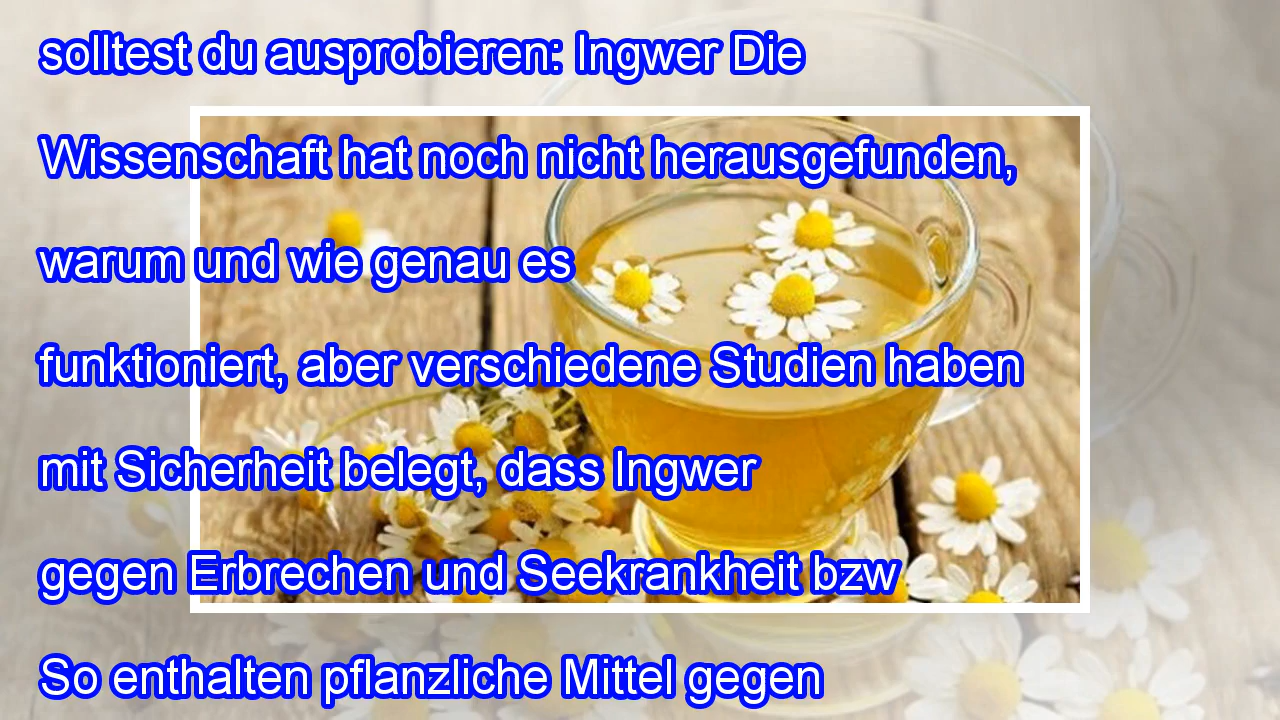 solltest du ausprobieren: Ingwer Die
Wissenschaft hat noch nicht herausgefunden,
warum und wie genau es
funktioniert, aber verschiedene Studien haben
mit Sicherheit belegt, dass Ingwer
gegen Erbrechen und Seekrankheit bzw
So enthalten pflanzliche Mittel gegen